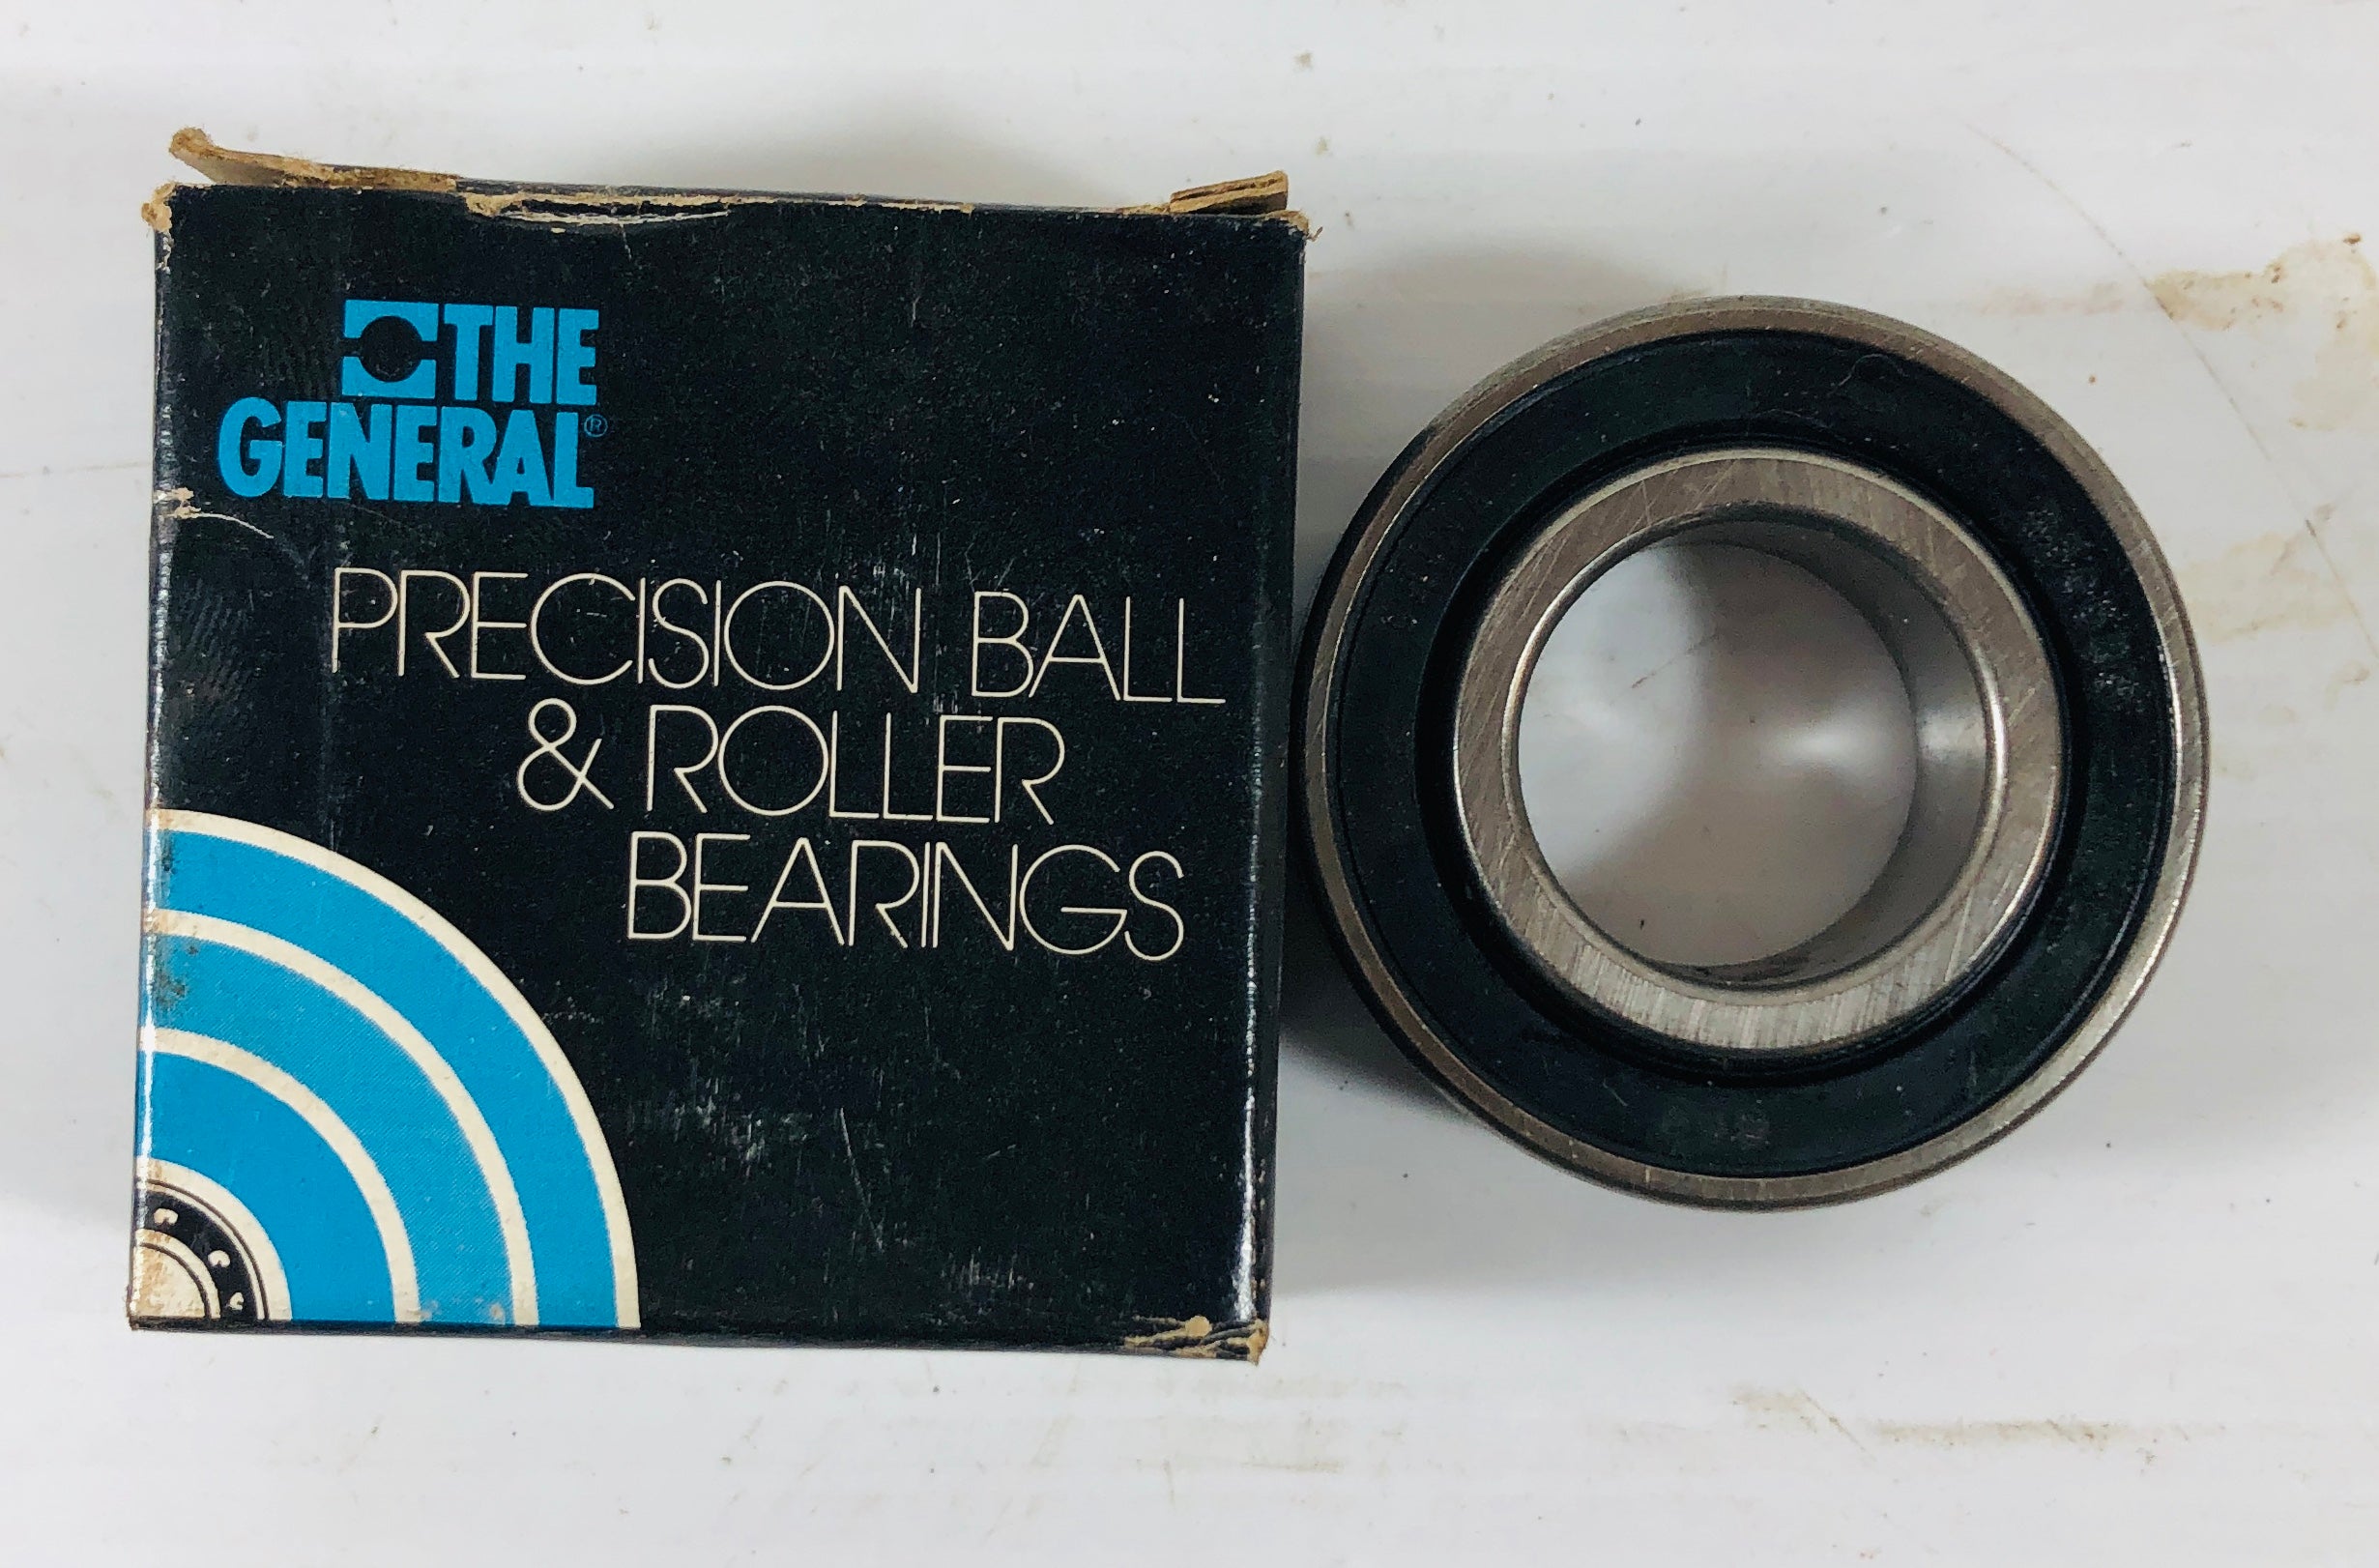 THE
GENERAL®
PRECISION BALL
& ROLLER
BEARINGS